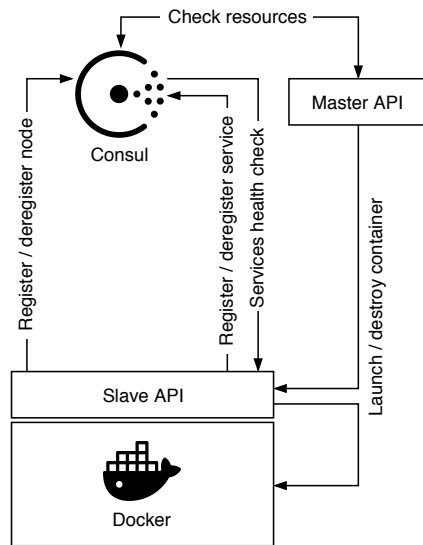 Check resources
Master API
Consul
Register / deregister node
Register / deregister service
Services health check
Launch / destroy container
Slave API
Docker